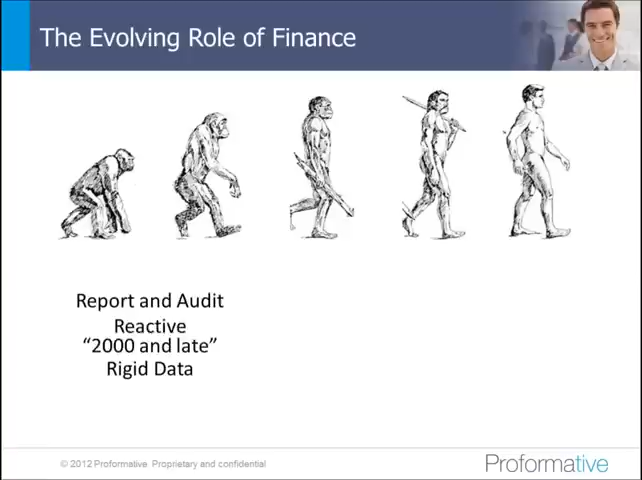 The Evolving Role of Finance
Report and Audit
Reactive
“2000 and late”
Rigid Data
© 2012 Proformative Proprietary and confidential
Proformative